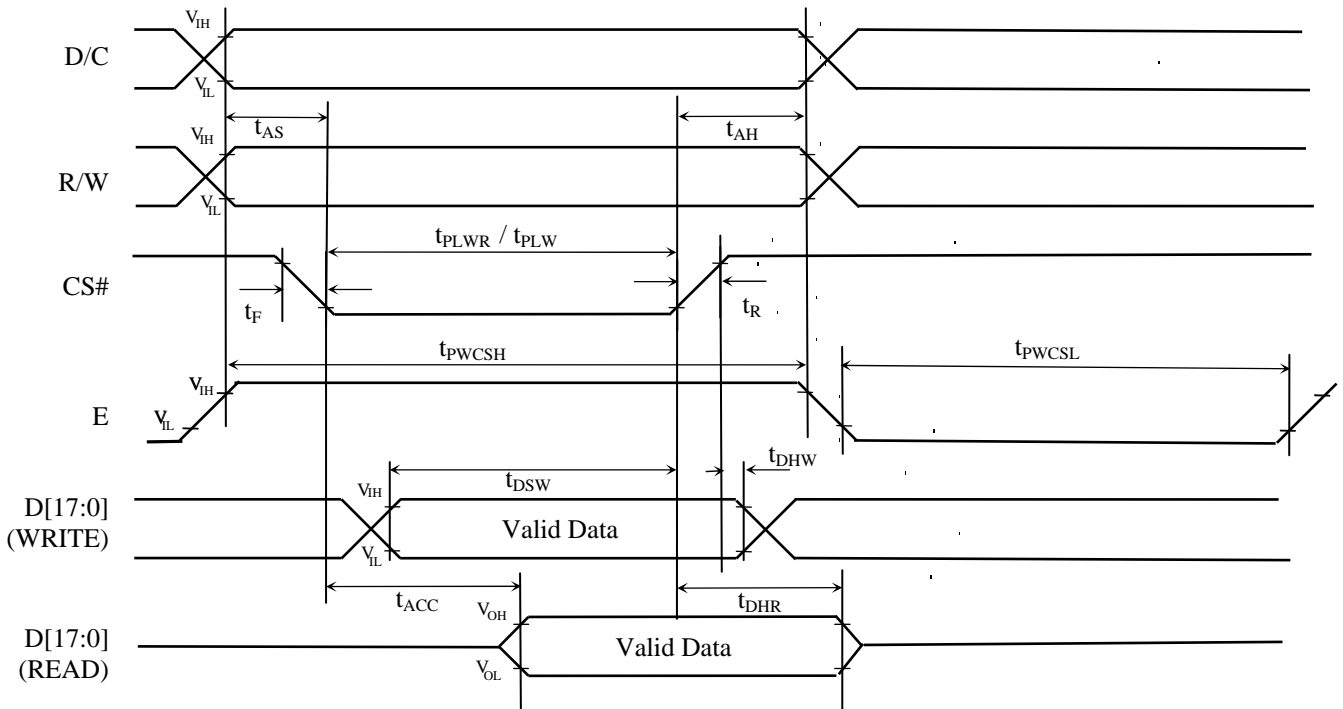 V_IH
D/C
V_IL
t_AS
t_AH
V_IH
R/W
V_IL
t_PLWR / t_PLW
CS#
t_F
t_R
t_PWCSH
t_PWCSL
V_IH
E
V_IL
t_DHW
t_DSW
V_IH
D[17:0]
(WRITE)
Valid Data
V_IL
t_ACC
t_DHR
V_OH
D[17:0]
(READ)
Valid Data
V_OL